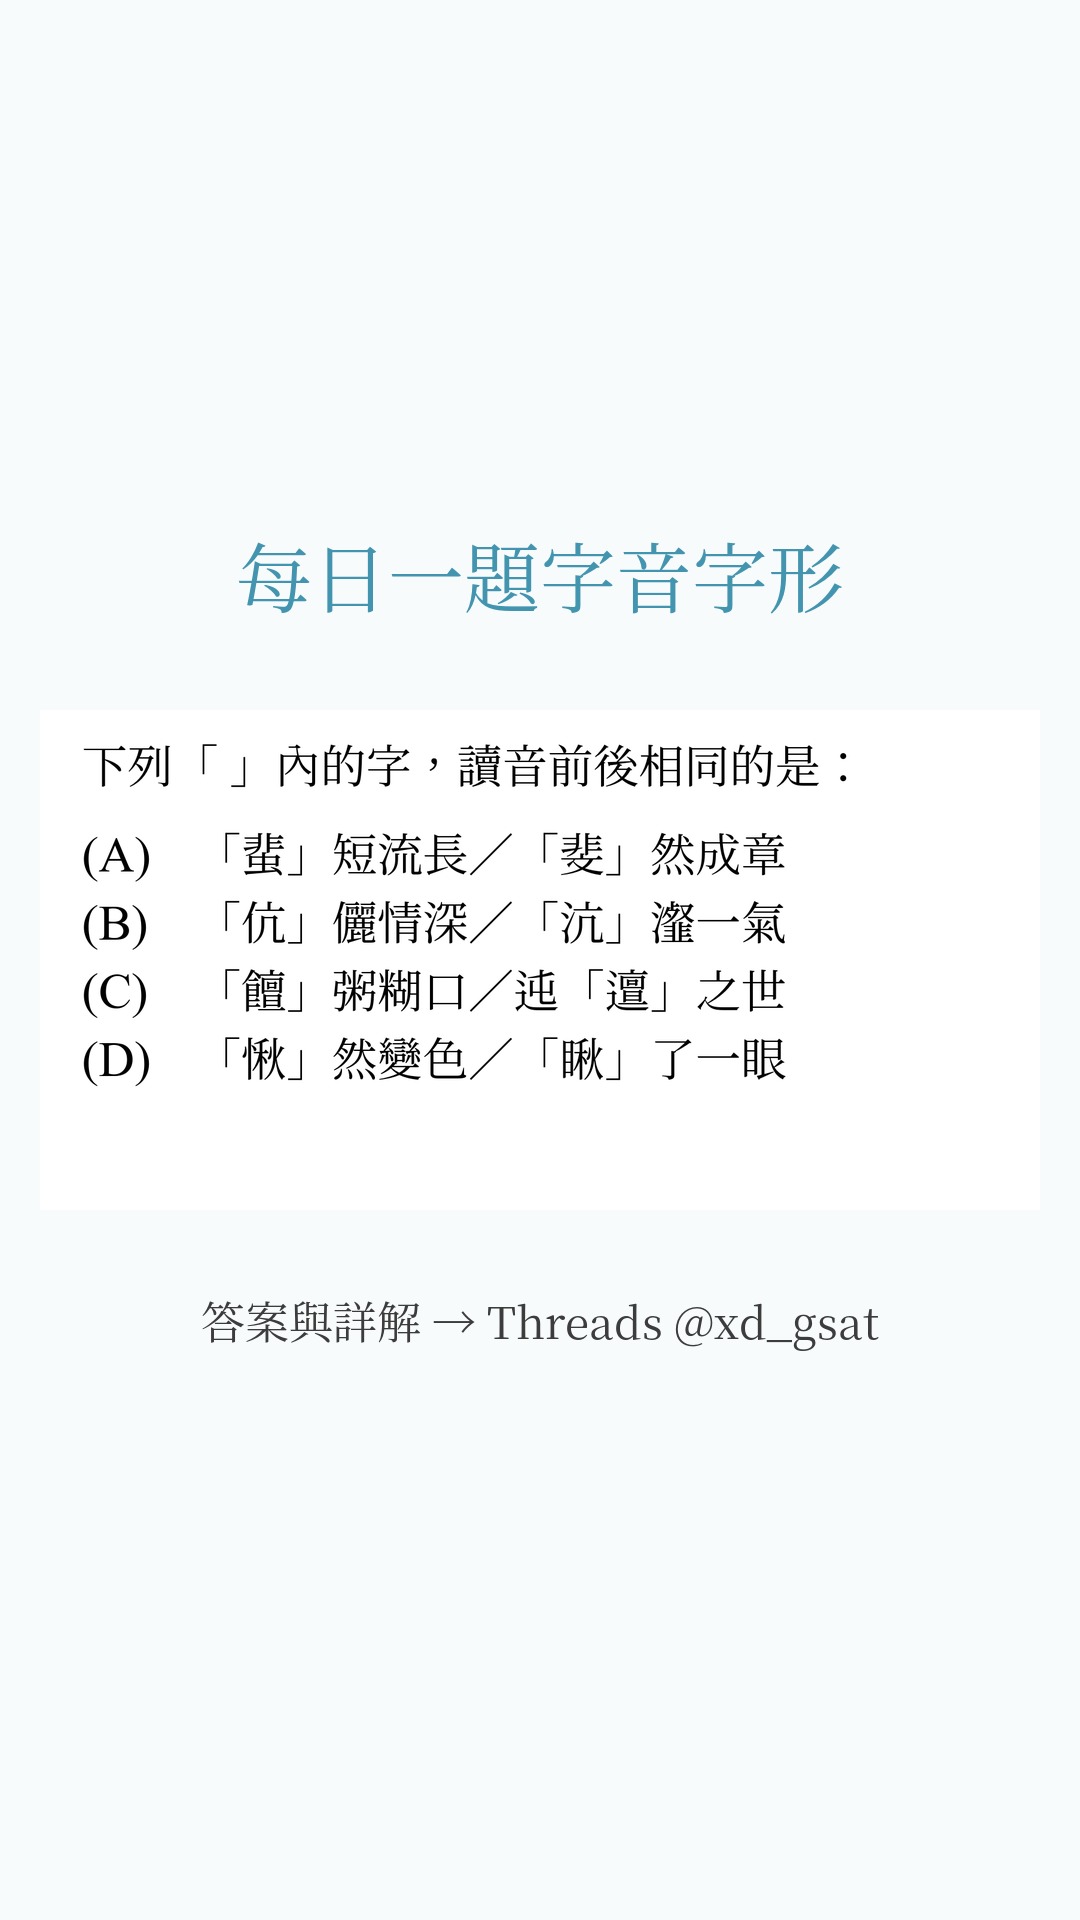 每日一題字音字形
下列「 」內的字，讀音前後相同的是：
(A) 「蜚」短流長／「斐」然成章
(B) 「伉」儷情深／「沆」瀣一氣
(C) 「饘」粥糊口／迍「邅」之世
(D) 「愀」然變色／「瞅」了一眼
答案與詳解 → Threads @xd_gsat